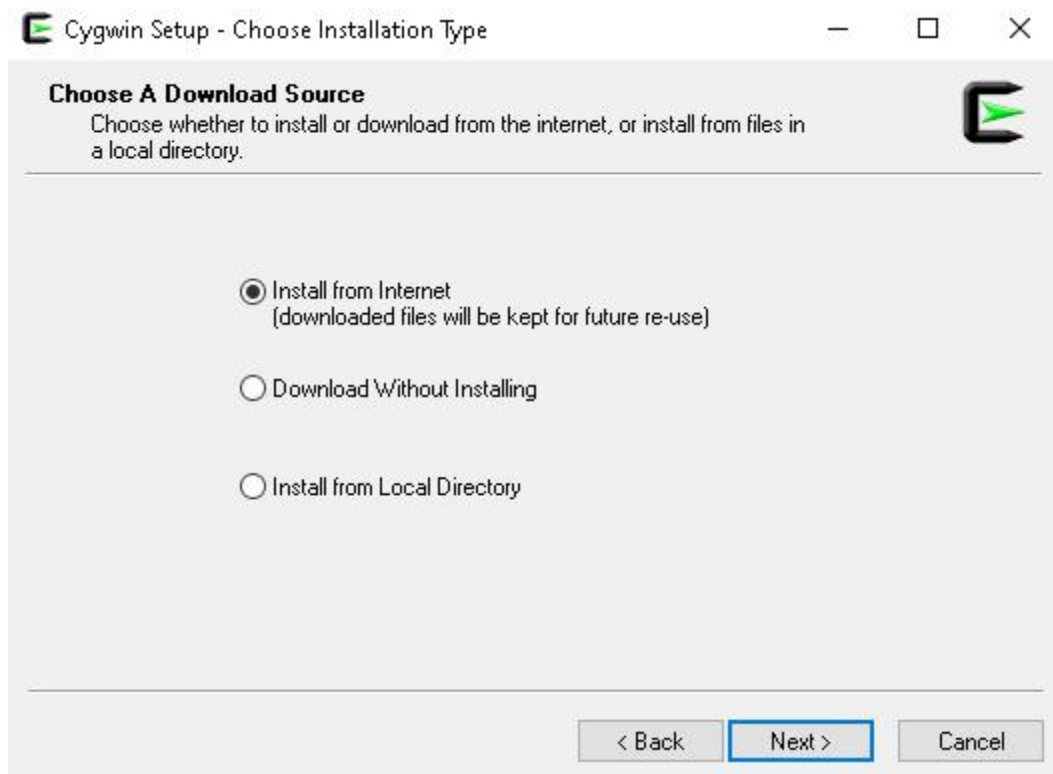 Cygwin Setup - Choose Installation Type
Choose A Download Source
Choose whether to install or download from the internet, or install from files in
a local directory.
Install from Internet
(downloaded files will be kept for future re-use)
Download Without Installing
Install from Local Directory
< Back
Next >
Cancel